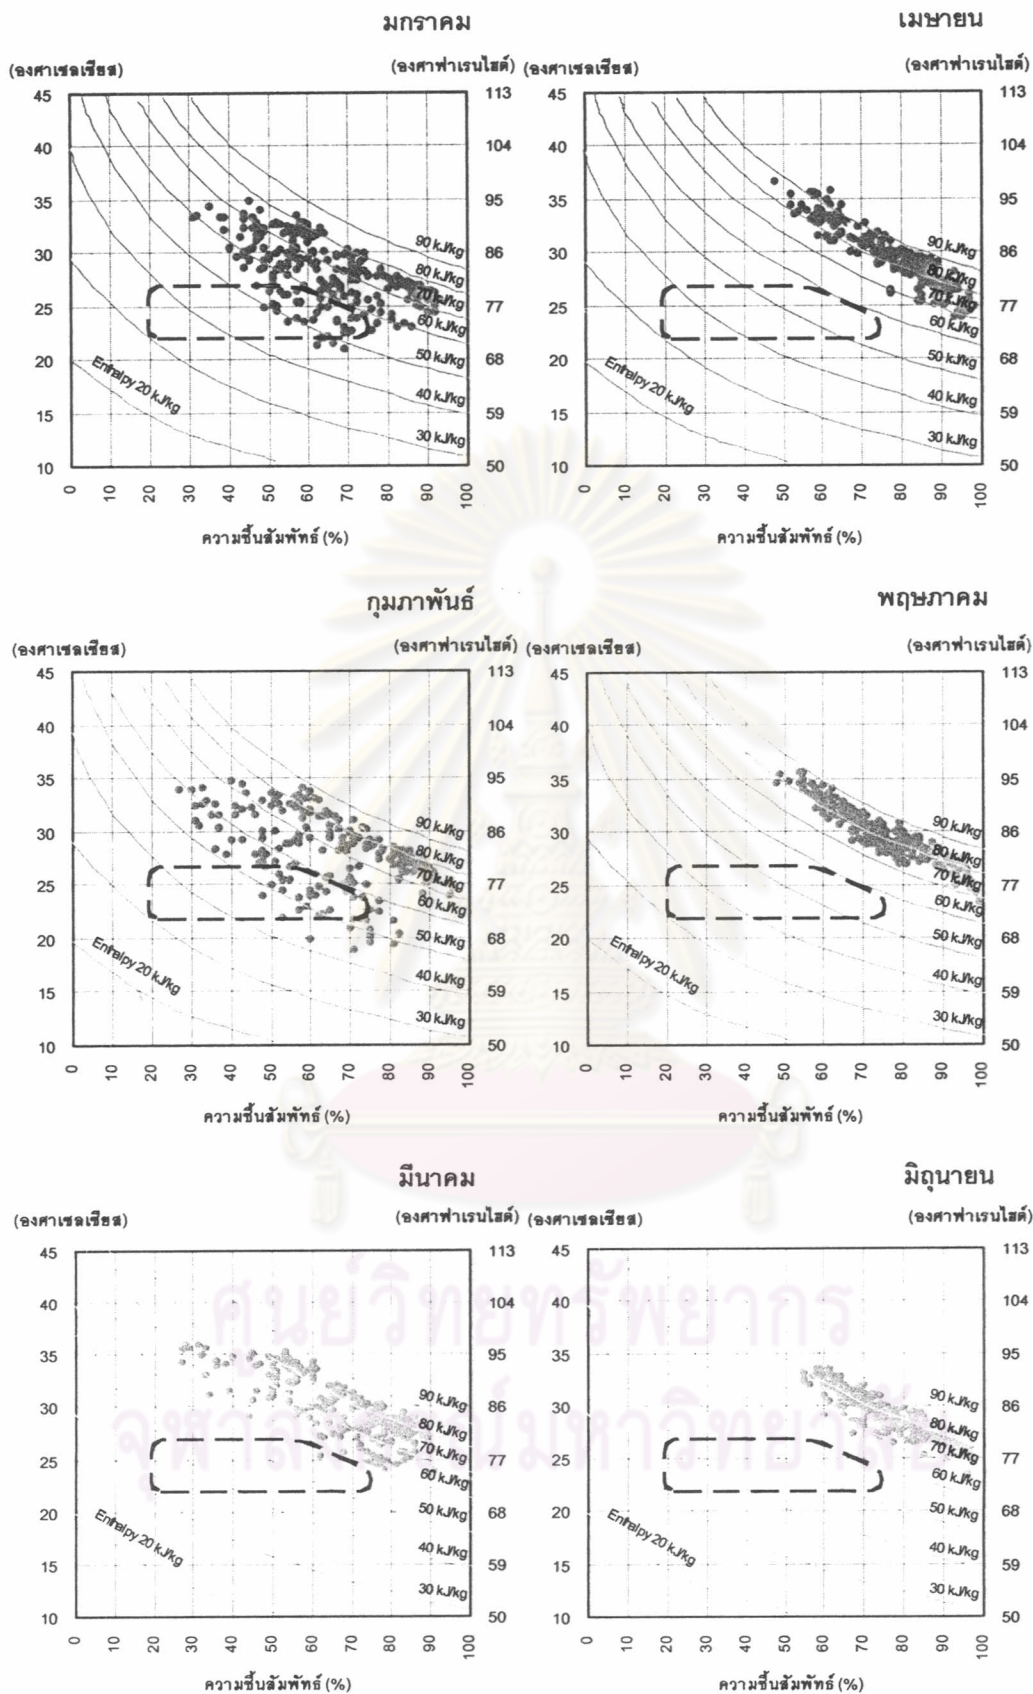 มกราคม
เมษายน
(องศาเซลเซียส)
(องศาฟาเรนไฮต์)
(องศาเซลเซียส)
(องศาฟาเรนไฮต์)
45
40
35
30
25
20
15
10
113
104
95
86
77
68
59
50
90 kJ/kg
80 kJ/kg
70 kJ/kg
60 kJ/kg
50 kJ/kg
40 kJ/kg
30 kJ/kg
Enthalpy 20 kJ/kg
0 10 20 30 40 50 60 70 80 90 100
ความชื้นสัมพัทธ์ (%)
45
40
35
30
25
20
15
10
113
104
95
86
77
68
59
50
90 kJ/kg
80 kJ/kg
70 kJ/kg
60 kJ/kg
50 kJ/kg
40 kJ/kg
30 kJ/kg
Enthalpy 20 kJ/kg
0 10 20 30 40 50 60 70 80 90 100
ความชื้นสัมพัทธ์ (%)
กุมภาพันธ์
พฤษภาคม
(องศาเซลเซียส)
(องศาฟาเรนไฮต์)
(องศาเซลเซียส)
(องศาฟาเรนไฮต์)
45
40
35
30
25
20
15
10
113
104
95
86
77
68
59
50
90 kJ/kg
80 kJ/kg
70 kJ/kg
60 kJ/kg
50 kJ/kg
40 kJ/kg
30 kJ/kg
Enthalpy 20 kJ/kg
0 10 20 30 40 50 60 70 80 90 100
ความชื้นสัมพัทธ์ (%)
45
40
35
30
25
20
15
10
113
104
95
86
77
68
59
50
90 kJ/kg
80 kJ/kg
70 kJ/kg
60 kJ/kg
50 kJ/kg
40 kJ/kg
30 kJ/kg
Enthalpy 20 kJ/kg
0 10 20 30 40 50 60 70 80 90 100
ความชื้นสัมพัทธ์ (%)
มีนาคม
มิถุนายน
(องศาเซลเซียส)
(องศาฟาเรนไฮต์)
(องศาเซลเซียส)
(องศาฟาเรนไฮต์)
45
40
35
30
25
20
15
10
113
104
95
86
77
68
59
50
90 kJ/kg
80 kJ/kg
70 kJ/kg
60 kJ/kg
50 kJ/kg
40 kJ/kg
30 kJ/kg
Enthalpy 20 kJ/kg
0 10 20 30 40 50 60 70 80 90 100
ความชื้นสัมพัทธ์ (%)
45
40
35
30
25
20
15
10
113
104
95
86
77
68
59
50
90 kJ/kg
80 kJ/kg
70 kJ/kg
60 kJ/kg
50 kJ/kg
40 kJ/kg
30 kJ/kg
Enthalpy 20 kJ/kg
0 10 20 30 40 50 60 70 80 90 100
ความชื้นสัมพัทธ์ (%)
ศูนย์วิทยทรัพยากร
จุฬาลงกรณ์มหาวิทยาลัย